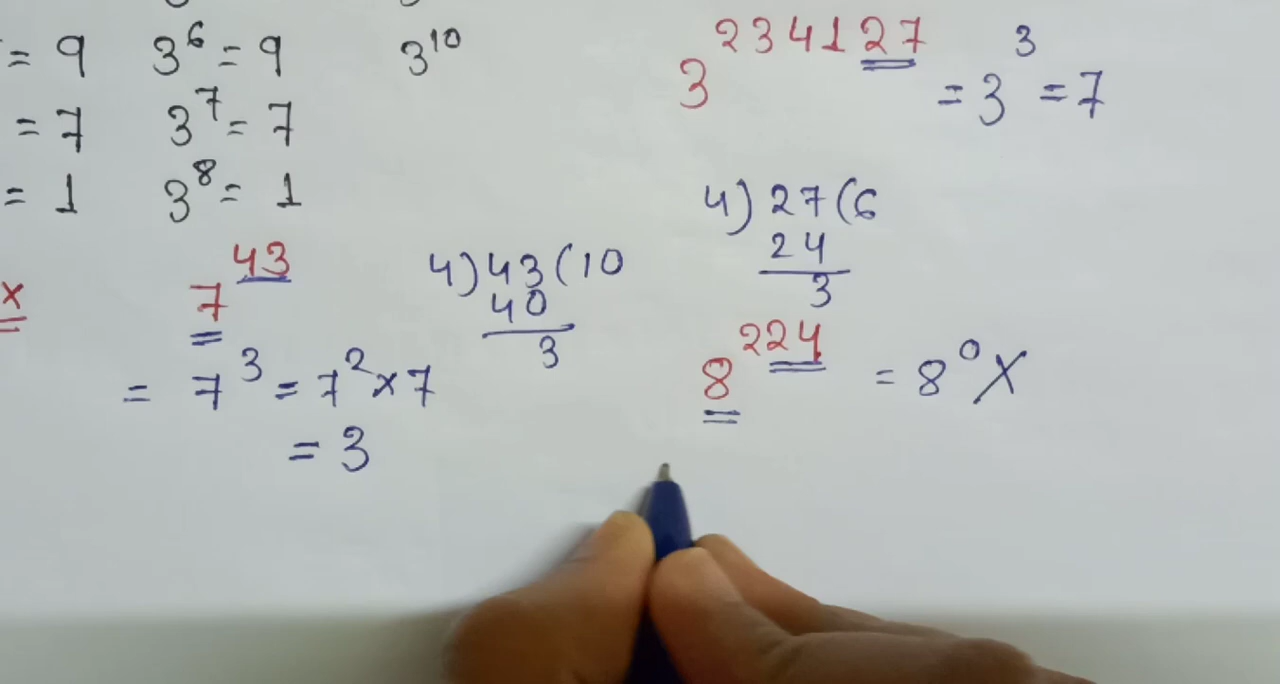 = 9 3^6 = 9 3^10
= 7 3^7 = 7
= 1 3^8 = 1
3^23412​7 = 3^3 = 7
4) 27 (6
24
3
x
7^43
4) 43 (10
40
3
= 7^3 = 7^2 x 7
= 3
8^224 = 8^0 X